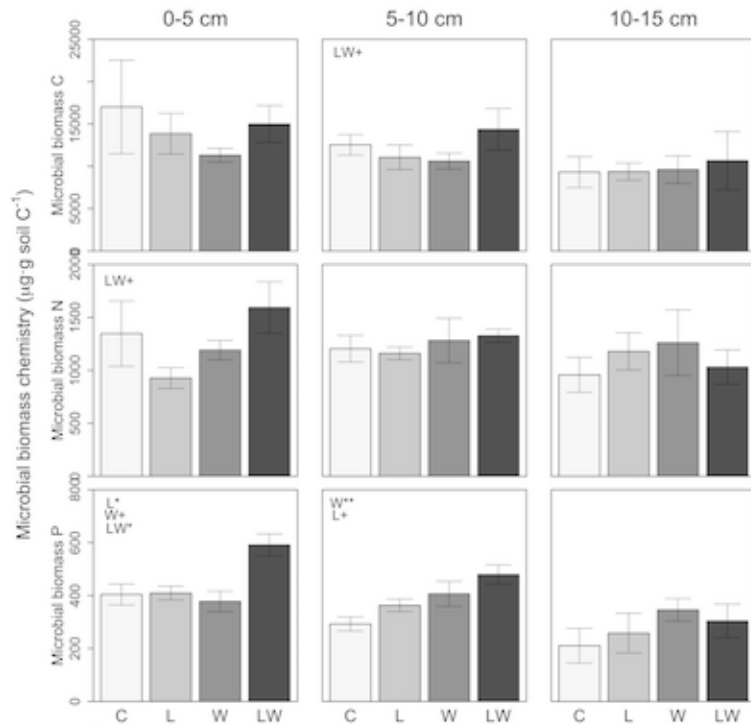 0-5 cm
5-10 cm
10-15 cm
Microbial biomass chemistry (µg·g soil C⁻¹)
Microbial biomass C
25000
15000
5000
0
LW+
Microbial biomass N
2000
1500
1000
500
0
LW+
Microbial biomass P
800
600
400
200
0
L*
W+
LW*
W**
L+
C L W LW
C L W LW
C L W LW